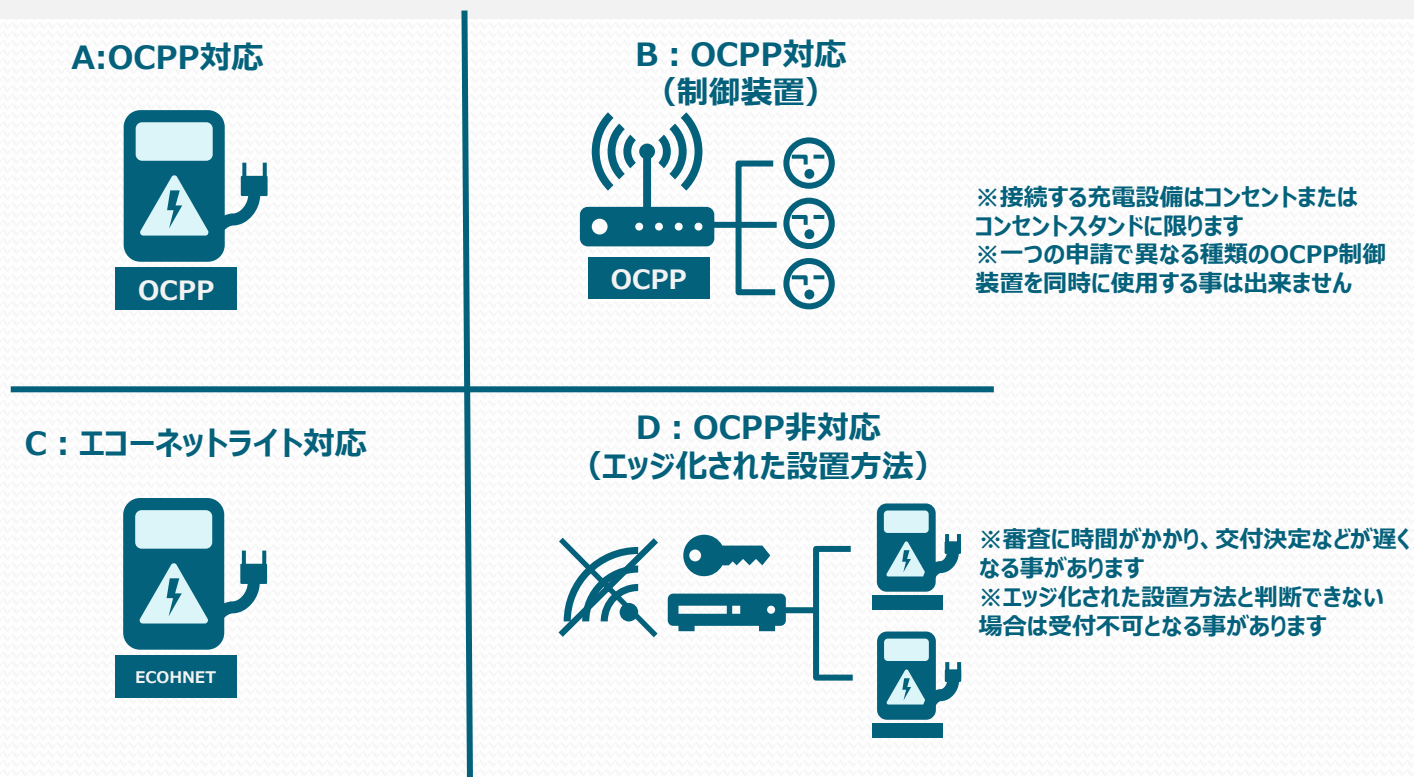 A:OCPP対応
OCPP
B：OCPP対応
（制御装置）
OCPP
※接続する充電設備はコンセントまたは
コンセントスタンドに限ります
※一つの申請で異なる種類のOCPP制御
装置を同時に使用する事は出来ません
C：エコーネットライト対応
ECOHNET
D：OCPP非対応
（エッジ化された設置方法）
※審査に時間がかかり、交付決定などが遅く
なる事があります
※エッジ化された設置方法と判断できない
場合は受付不可となる事があります